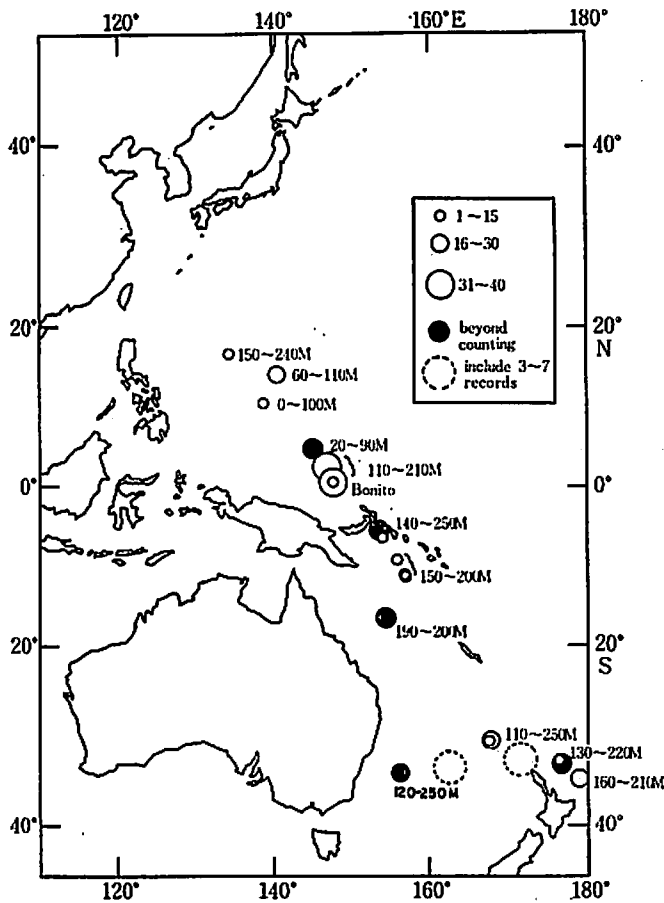 120° 140° 160°E 180°
40° 40°
1~15
16~30
31~40
beyond
counting
include 3~7
records
20° 20°
N
150~240M
60~110M
0~100M
20~90M
110~210M
0° Bonito 0°
140~250M
150~200M
190~200M
20° 20°
S
110~250M
130~220M
160~210M
120-250M
40° 40°
120° 140° 160° 180°